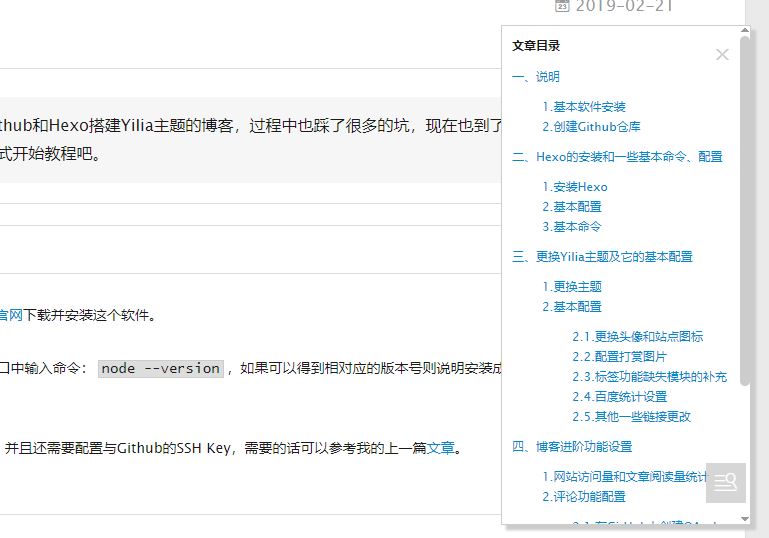 2019-02-21
文章目录
一、说明
1.基本软件安装
2.创建Github仓库
二、Hexo的安装和一些基本命令、配置
1.安装Hexo
2.基本配置
3.基本命令
三、更换Yilia主题及它的基本配置
1.更换主题
2.基本配置
2.1.更换头像和站点图标
2.2.配置打赏图片
2.3.标签功能缺失模块的补充
2.4.百度统计设置
2.5.其他一些链接更改
四、博客进阶功能设置
1.网站访问量和文章阅读量统计
2.评论功能配置
thub和Hexo搭建Yilia主题的博客，过程中也踩了很多的坑，现在也到了
式开始教程吧。
官网下载并安装这个软件。
口中输入命令： node --version ，如果可以得到相对应的版本号则说明安装成
并且还需要配置与Github的SSH Key，需要的话可以参考我的上一篇文章。